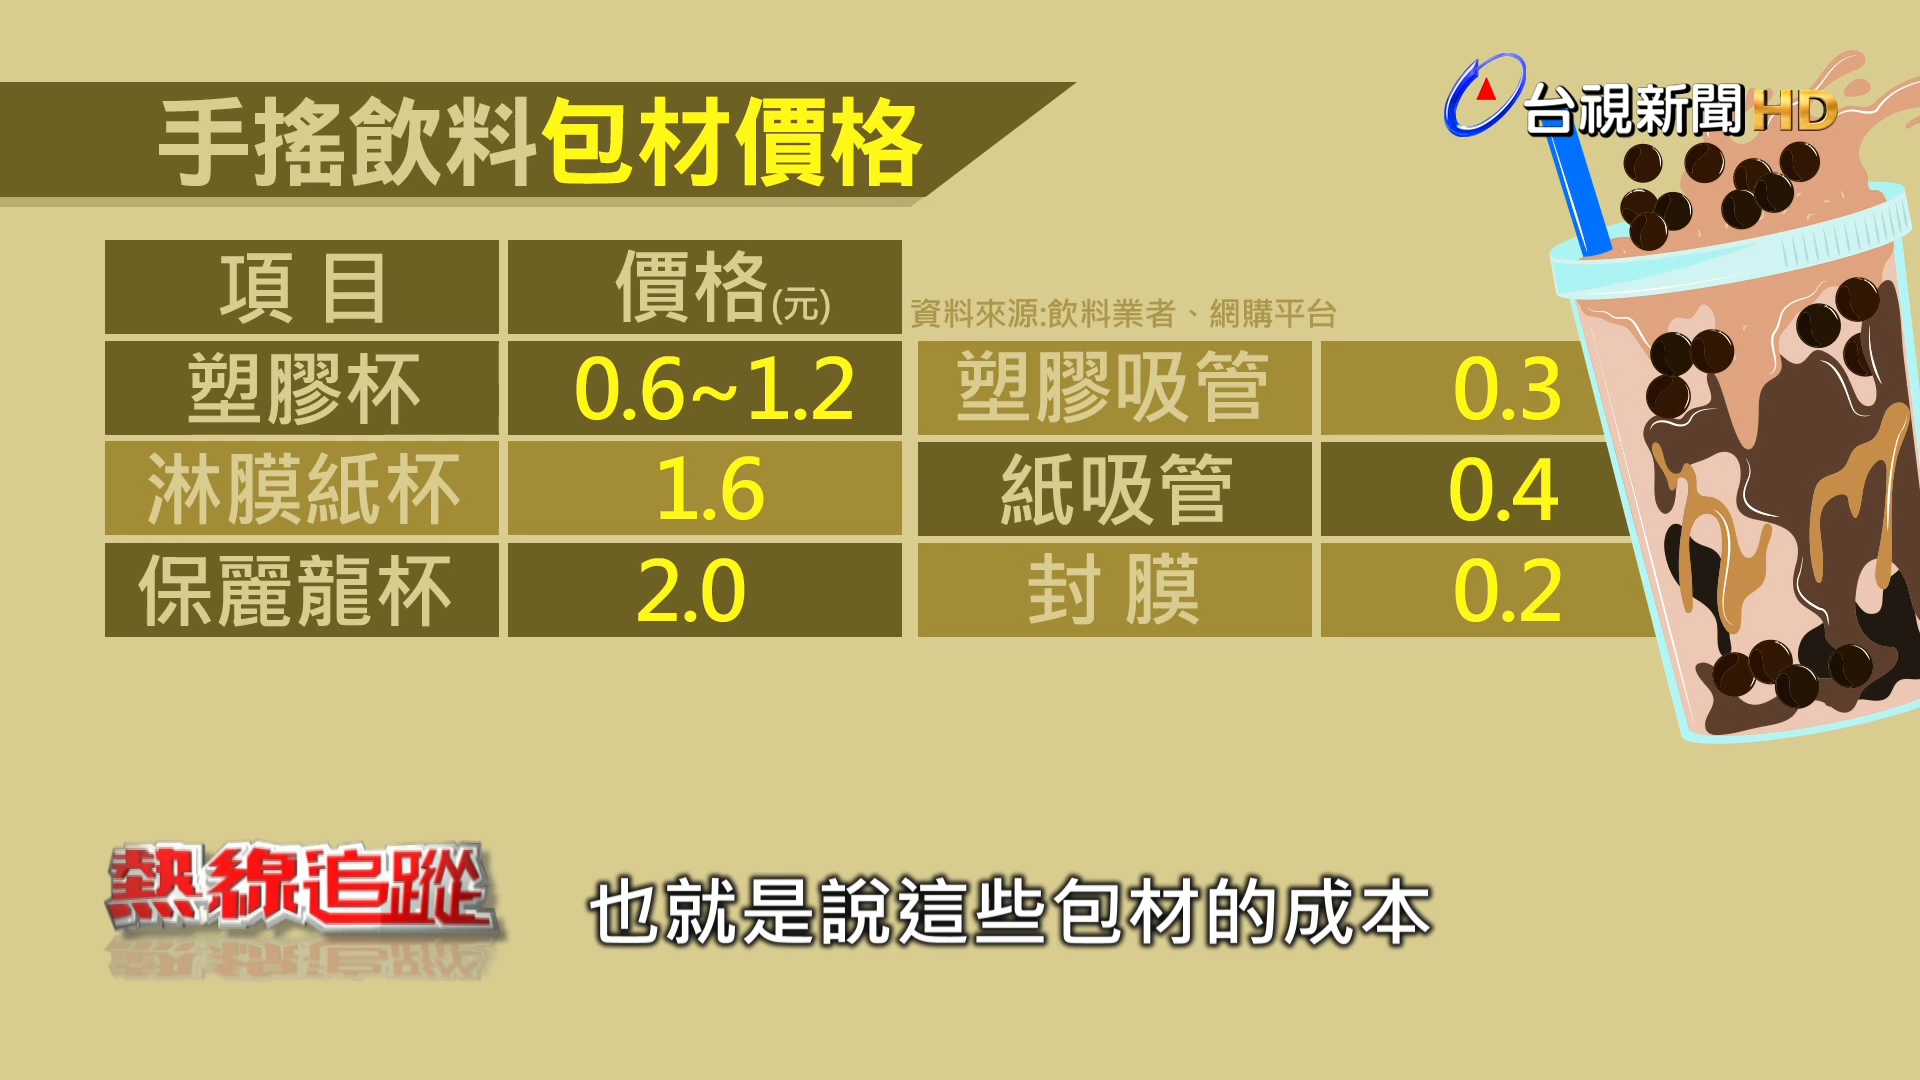 台視新聞HD
手搖飲料包材價格
項目 價格(元)
資料來源:飲料業者、網購平台
塑膠杯 0.6~1.2 塑膠吸管 0.3
淋膜紙杯 1.6 紙吸管 0.4
保麗龍杯 2.0 封膜 0.2
熱線追蹤
也就是說這些包材的成本